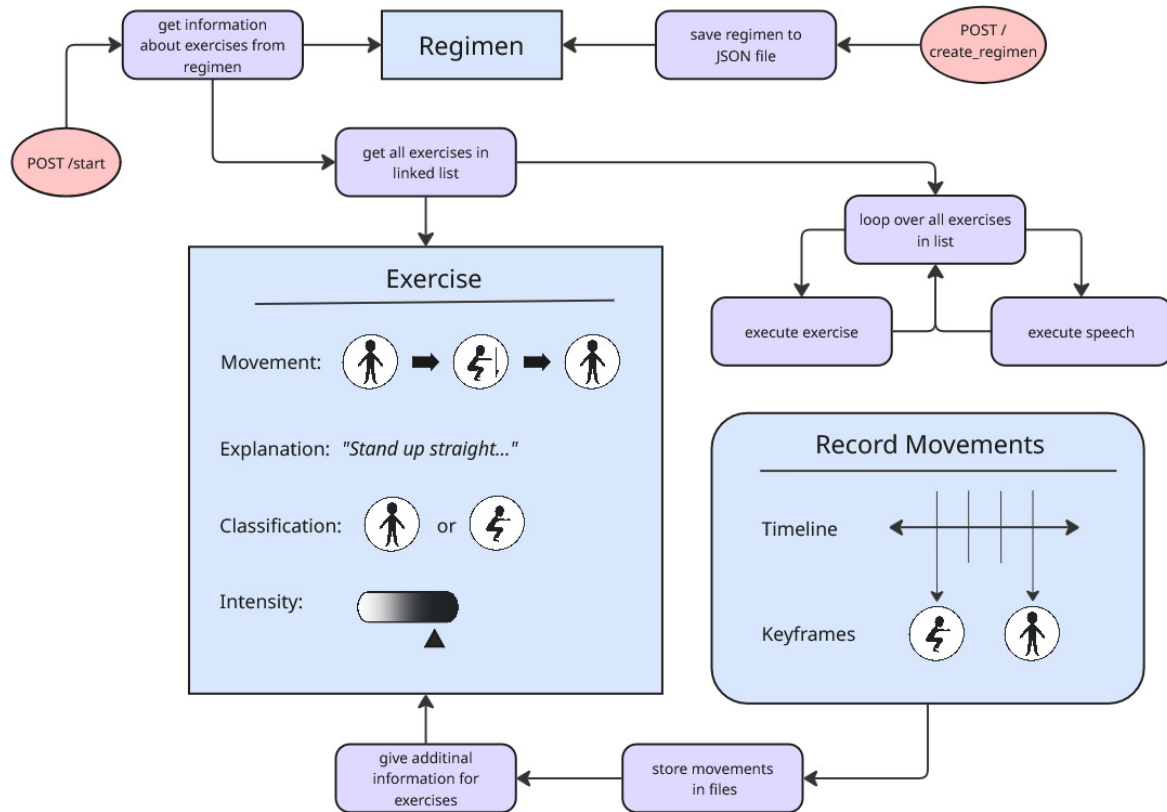 get information
about exercises from
regimen
Regimen
save regimen to
JSON file
POST /
create_regimen
POST /start
get all exercises in
linked list
loop over all exercises
in list
execute exercise
execute speech
Exercise
Movement:
Explanation: "Stand up straight..."
Classification: or
Intensity:
Record Movements
Timeline
Keyframes
give additinal
information for
exercises
store movements
in files